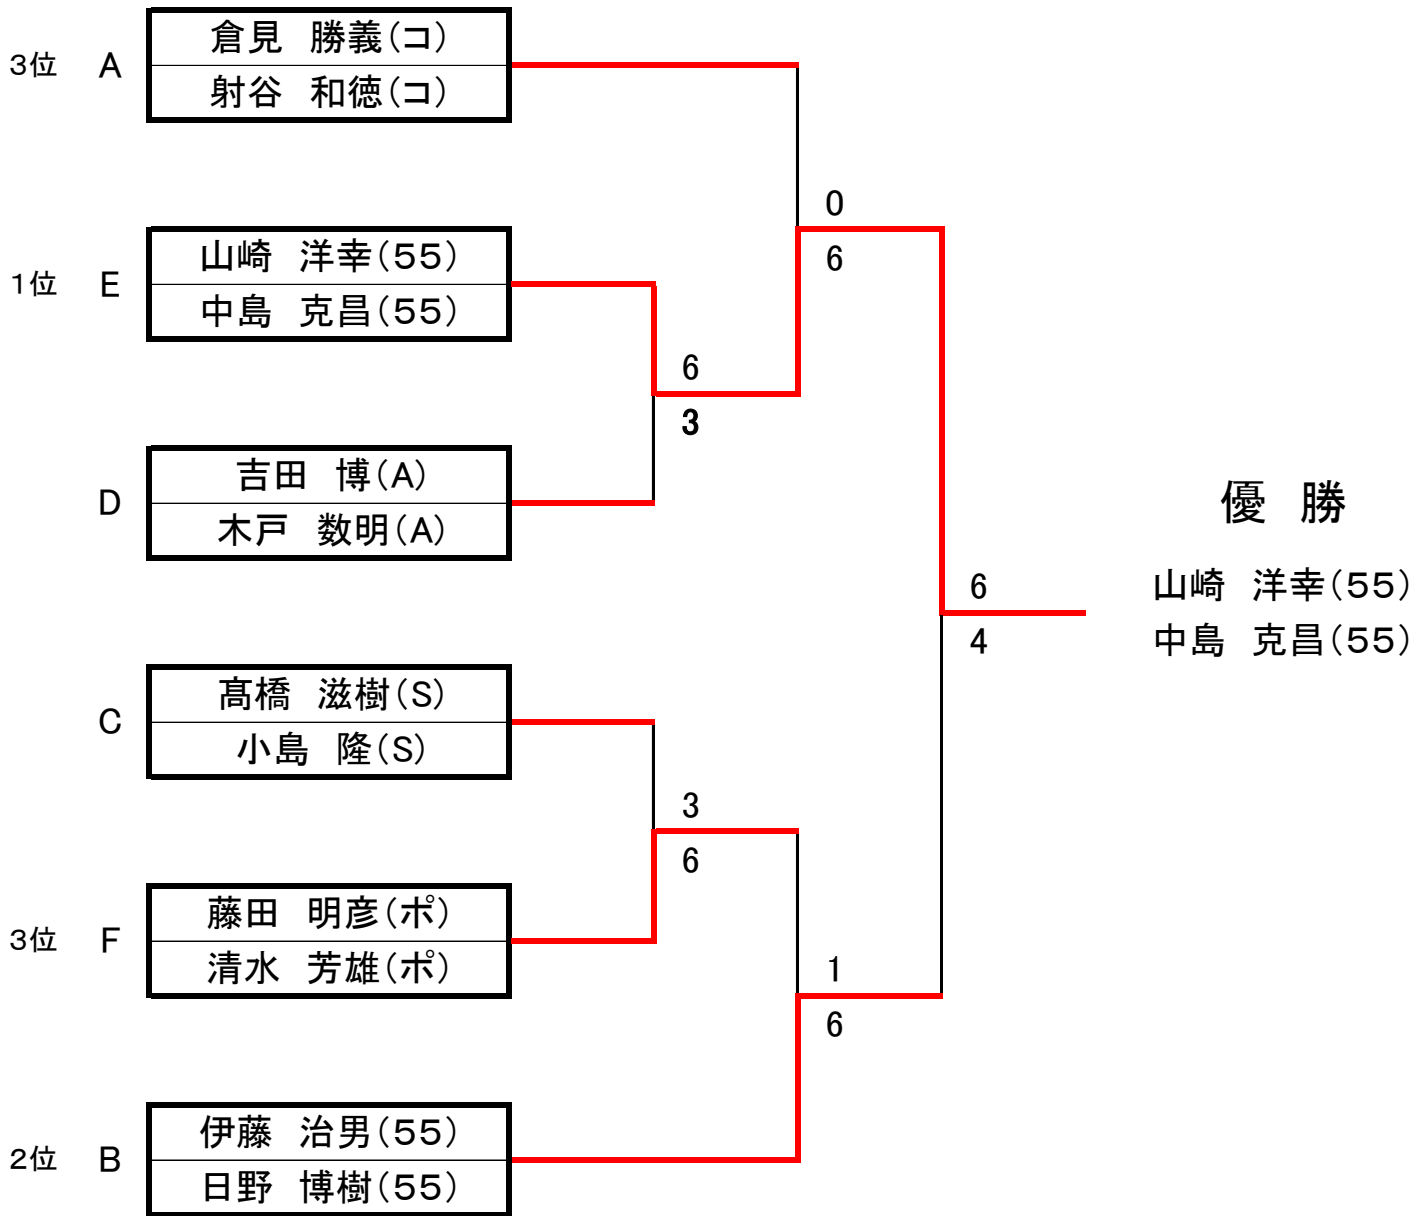 倉見　勝義(コ)
3位 A
射谷　和徳(コ)
0
山崎　洋幸(55)
6
1位 E
中島　克昌(55)
6
3
吉田　博(A)
D
木戸　数明(A)
優　勝
6
山崎　洋幸(55)
4
中島　克昌(55)
髙橋　滋樹(S)
C
小島　隆(S)
3
6
藤田　明彦(ポ)
3位 F
清水　芳雄(ポ)
1
6
伊藤　治男(55)
2位 B
日野　博樹(55)